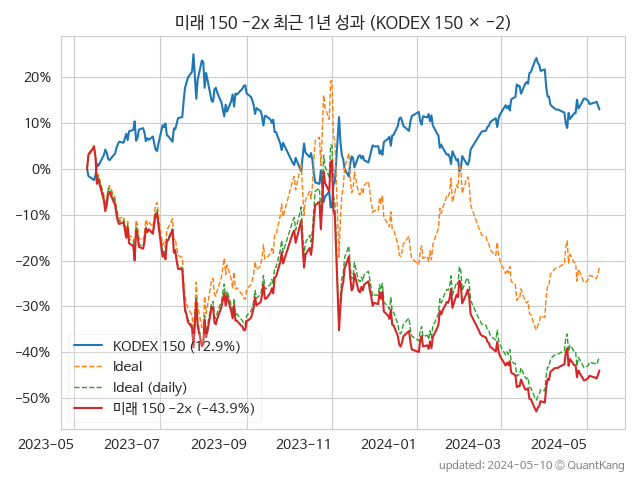 미래 150 −2x 최근 1년 성과 (KODEX 150 × −2)
20%
10%
0%
−10%
−20%
−30%
−40%
−50%
KODEX 150 (12.9%)
Ideal
Ideal (daily)
미래 150 −2x (−43.9%)
2023-05 2023-07 2023-09 2023-11 2024-01 2024-03 2024-05
updated: 2024-05-10 © QuantKang